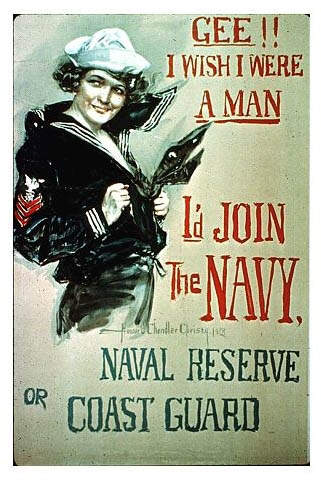 GEE!!
I WISH I WERE
A MAN
I'd JOIN
The NAVY,
Howard Chandler Christy 1918
NAVAL RESERVE
OR COAST GUARD